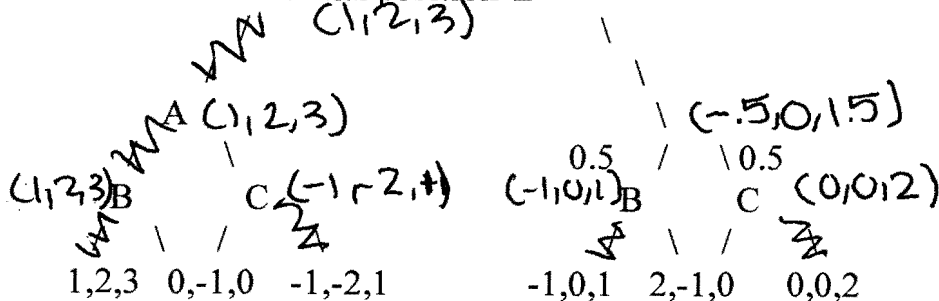 (1,2,3)
A (1,2,3) (-.5,0,1.5)
0.5 0.5
(1,2,3) B C (-1,-2,+1) (-1,0,1) B C (0,0,2)
1,2,3 0,-1,0 -1,-2,1 -1,0,1 2,-1,0 0,0,2